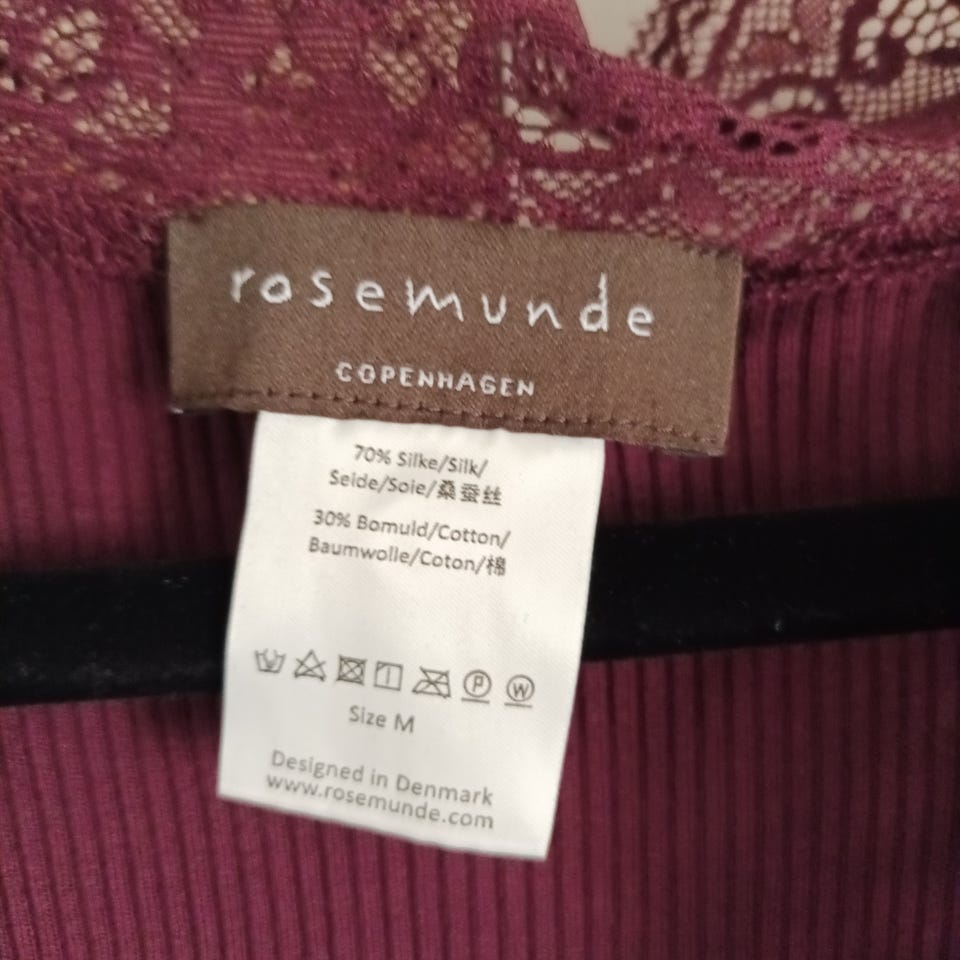 rosemunde
COPENHAGEN
70% Silke/Silk/
Seide/Soie/桑蚕丝
30% Bomuld/Cotton/
Baumwolle/Coton/棉
P W
Size M
Designed in Denmark
www.rosemunde.com